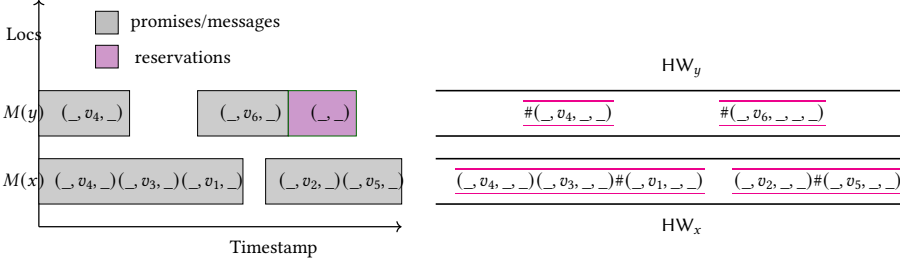 promises/messages
Locs
reservations
HW_y
M(y) (_, v_4, _) (_, v_6, _) (_, _) #(_, v_4, _, _) #(_, v_6, _, _, _)
M(x) (_, v_4, _)(_, v_3, _)(_, v_1, _) (_, v_2, _)(_, v_5, _) (_, v_4, _, _)(_, v_3, _, _)#(_, v_1, _, _) (_, v_2, _, _)#(_, v_5, _, _)
HW_x
Timestamp